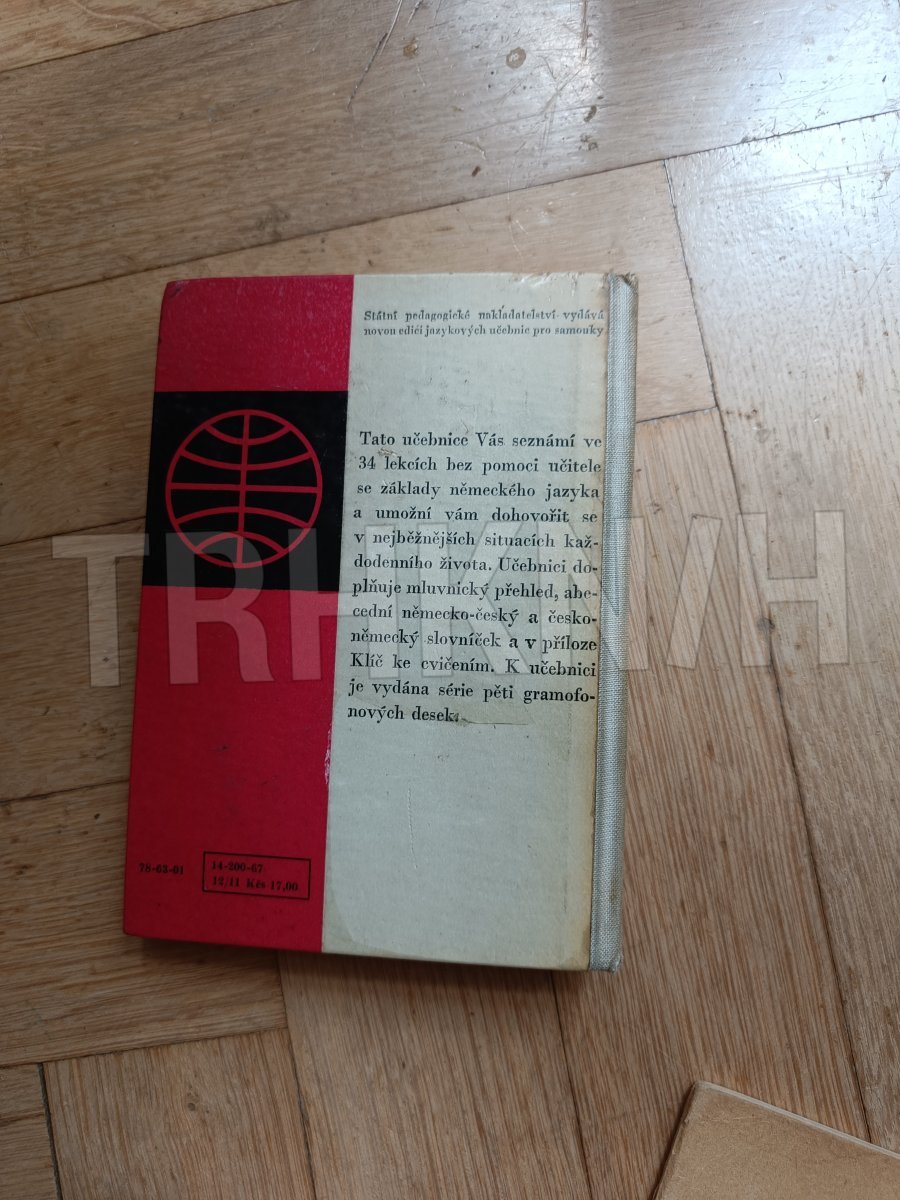 Státní pedagogické nakladatelství vydává
novou edici jazykových učebnic pro samouky
Tato učebnice Vás seznámí ve
34 lekcích bez pomoci učitele
se základy německého jazyka
a umožní vám dohovořit se
v nejběžnějších situacích kaž-
dodenního života. Učebnici do-
plňuje mluvnický přehled, abe-
cední německo-český a česko-
německý slovníček a v příloze
Klíč ke cvičením. K učebnici
je vydána série pěti gramofo-
nových desek.
78-63-01
14-200-67
12/11 Kčs 17,00
TRHKNIH